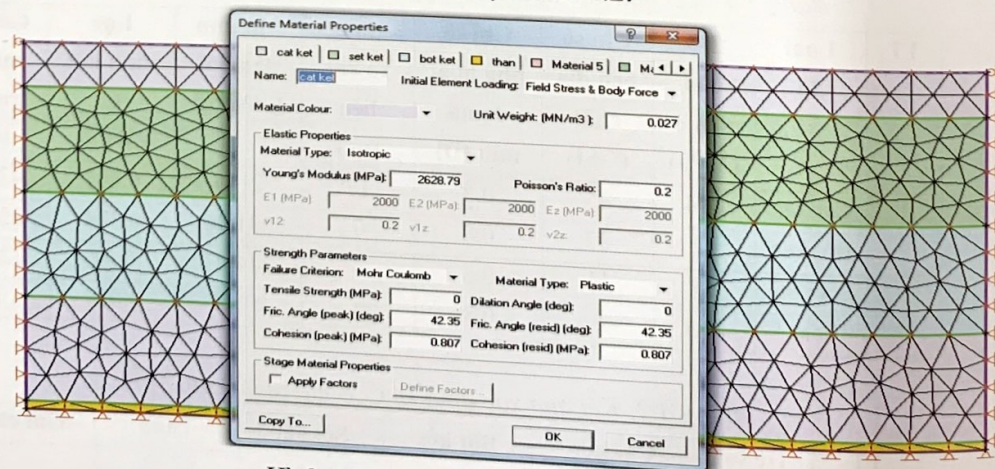 Define Material Properties
cat ket set ket bot ket than Material 5
Name: cat ket Initial Element Loading: Field Stress & Body Force
Material Colour: Unit Weight: (MN/m3 ): 0.027
Elastic Properties
Material Type: Isotropic
Young's Modulus (MPa): 2628.79 Poisson's Ratio: 0.2
E1 (MPa) 2000 E2 (MPa): 2000 Ez (MPa) 2000
v12 0.2 v1z 0.2 v2z 0.2
Strength Parameters
Failure Criterion: Mohr Coulomb Material Type: Plastic
Tensile Strength (MPa): 0 Dilation Angle (deg): 0
Fric. Angle (peak) (deg): 42.35 Fric. Angle (resid) (deg): 42.35
Cohesion (peak) (MPa): 0.807 Cohesion (resid) (MPa): 0.807
Stage Material Properties
Apply Factors Define Factors...
Copy To... OK Cancel